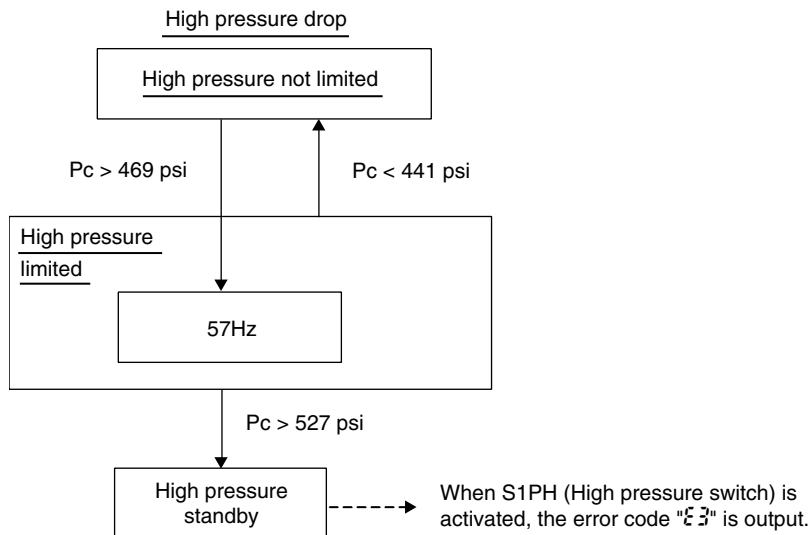 High pressure drop
High pressure not limited
Pc > 469 psi
Pc < 441 psi
High pressure
limited
57Hz
Pc > 527 psi
High pressure
standby
When S1PH (High pressure switch) is
activated, the error code "E3" is output.